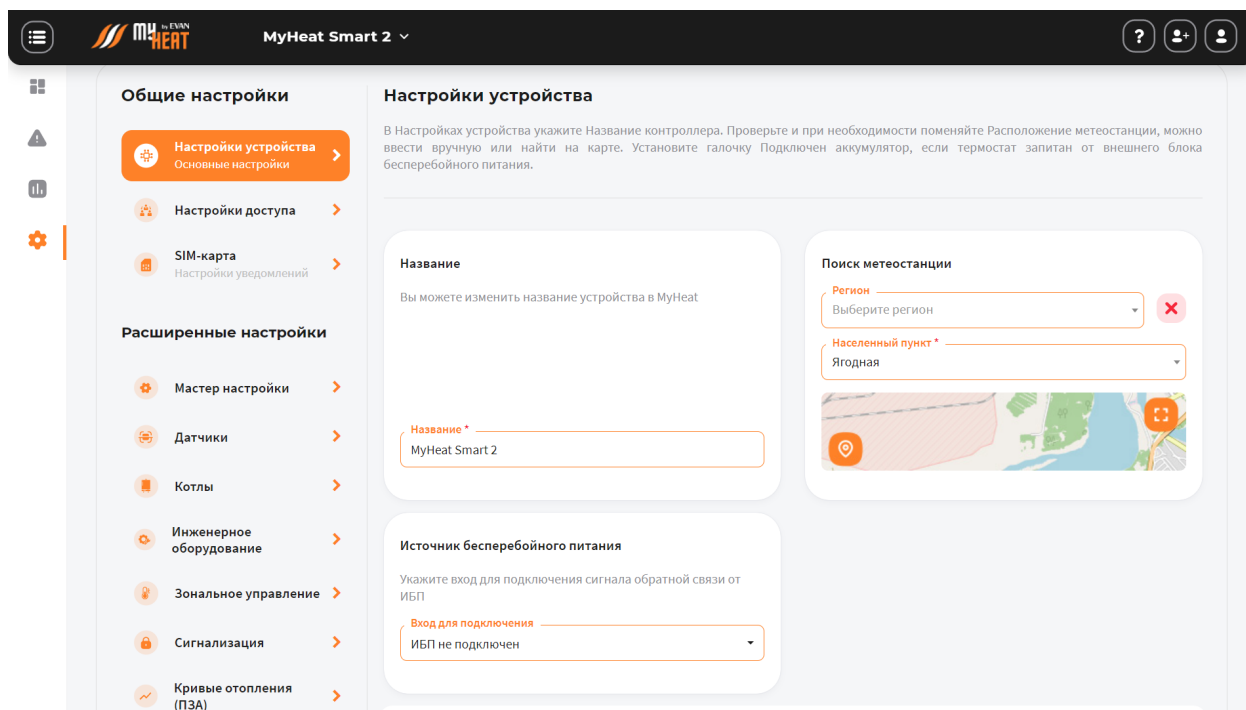 MY by EVAN
HEAT
MyHeat Smart 2
?
Общие настройки
Настройки устройства
Основные настройки
Настройки доступа
SIM-карта
Настройки уведомлений
Расширенные настройки
Мастер настройки
Датчики
Котлы
Инженерное
оборудование
Зональное управление
Сигнализация
Кривые отопления
(ПЗА)
Настройки устройства
В Настройках устройства укажите Название контроллера. Проверьте и при необходимости поменяйте Расположение метеостанции, можно
ввести вручную или найти на карте. Установите галочку Подключен аккумулятор, если термостат запитан от внешнего блока
бесперебойного питания.
Название
Вы можете изменить название устройства в MyHeat
Название *
MyHeat Smart 2
Поиск метеостанции
Регион
Выберите регион
Населенный пункт *
Ягодная
Источник бесперебойного питания
Укажите вход для подключения сигнала обратной связи от
ИБП
Вход для подключения
ИБП не подключен